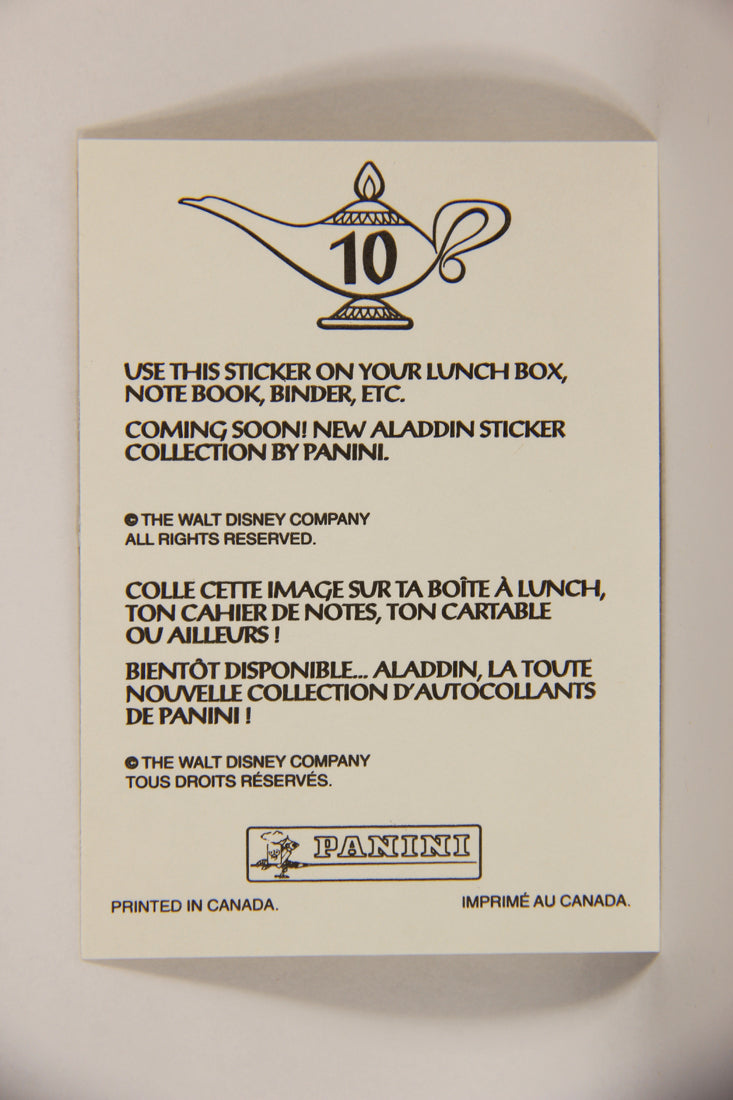 10
USE THIS STICKER ON YOUR LUNCH BOX,
NOTE BOOK, BINDER, ETC.
COMING SOON! NEW ALADDIN STICKER
COLLECTION BY PANINI.
© THE WALT DISNEY COMPANY
ALL RIGHTS RESERVED.
COLLE CETTE IMAGE SUR TA BOÎTE À LUNCH,
TON CAHIER DE NOTES, TON CARTABLE
OU AILLEURS !
BIENTÔT DISPONIBLE... ALADDIN, LA TOUTE
NOUVELLE COLLECTION D'AUTOCOLLANTS
DE PANINI !
© THE WALT DISNEY COMPANY
TOUS DROITS RÉSERVÉS.
PANINI
PRINTED IN CANADA.
IMPRIMÉ AU CANADA.